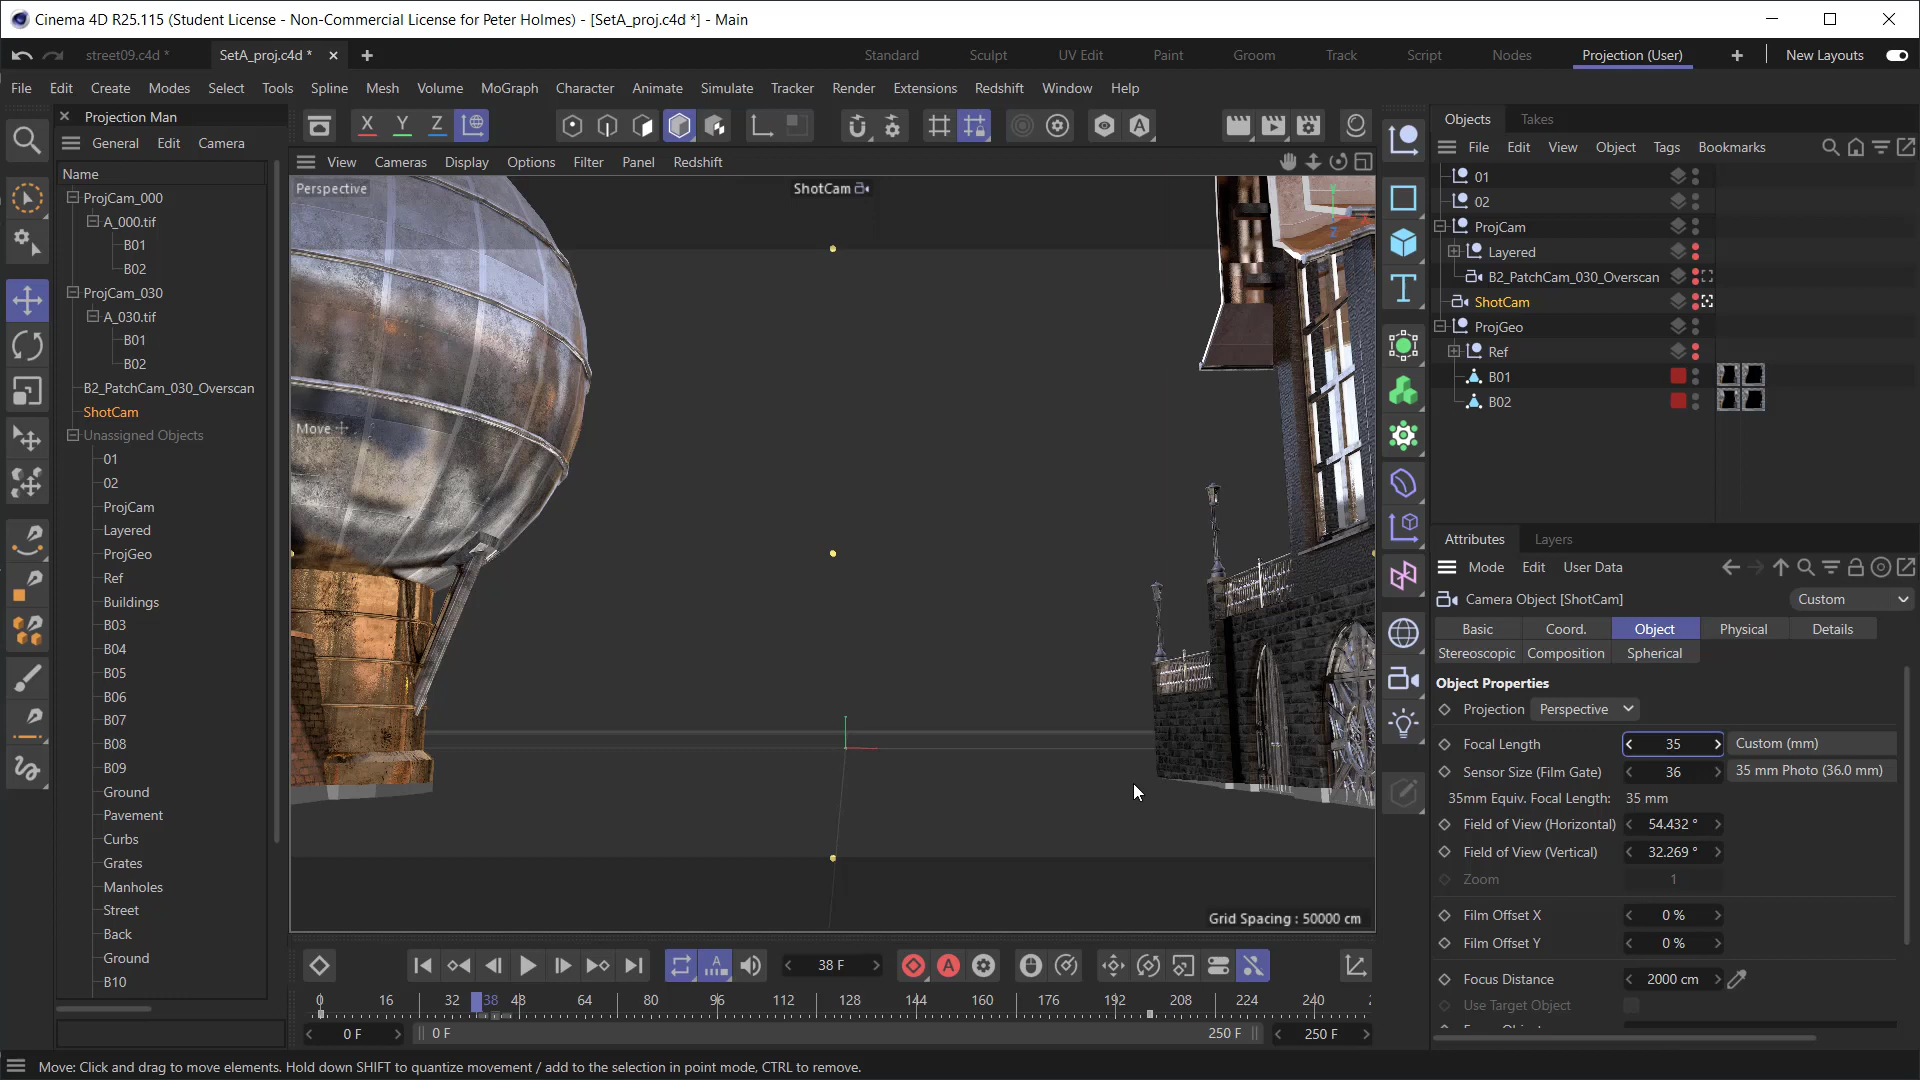 Cinema 4D R25.115 (Student License - Non-Commercial License for Peter Holmes) - [SetA_proj.c4d *] - Main
street09.c4d *
SetA_proj.c4d *
Standard Sculpt UV Edit Paint Groom Track Script Nodes Projection (User) New Layouts
File Edit Create Modes Select Tools Spline Mesh Volume MoGraph Character Animate Simulate Tracker Render Extensions Redshift Window Help
Projection Man
General Edit Camera
Name
ProjCam_000
A_000.tif
B01
B02
ProjCam_030
A_030.tif
B01
B02
B2_PatchCam_030_Overscan
ShotCam
Unassigned Objects
01
02
ProjCam
Layered
ProjGeo
Ref
Buildings
B03
B04
B05
B06
B07
B08
B09
Ground
Pavement
Curbs
Grates
Manholes
Street
Back
Ground
B10
X Y Z
View Cameras Display Options Filter Panel Redshift
Perspective
ShotCam
Y
Z
Move
Grid Spacing : 50000 cm
38 F
0 16 32 38 48 64 80 96 112 128 144 160 176 192 208 224 240
0 F
0 F
250 F
250 F
Objects Takes
File Edit View Object Tags Bookmarks
01
02
ProjCam
Layered
B2_PatchCam_030_Overscan
ShotCam
ProjGeo
Ref
B01
B02
Attributes Layers
Mode Edit User Data
Camera Object [ShotCam]
Custom
Basic Coord. Object Physical Details
Stereoscopic Composition Spherical
Object Properties
Projection Perspective
Focal Length 35 Custom (mm)
Sensor Size (Film Gate) 36 35 mm Photo (36.0 mm)
35mm Equiv. Focal Length: 35 mm
Field of View (Horizontal) 54.432 °
Field of View (Vertical) 32.269 °
Zoom 1
Film Offset X 0 %
Film Offset Y 0 %
Focus Distance 2000 cm
Use Target Object
Move: Click and drag to move elements. Hold down SHIFT to quantize movement / add to the selection in point mode, CTRL to remove.